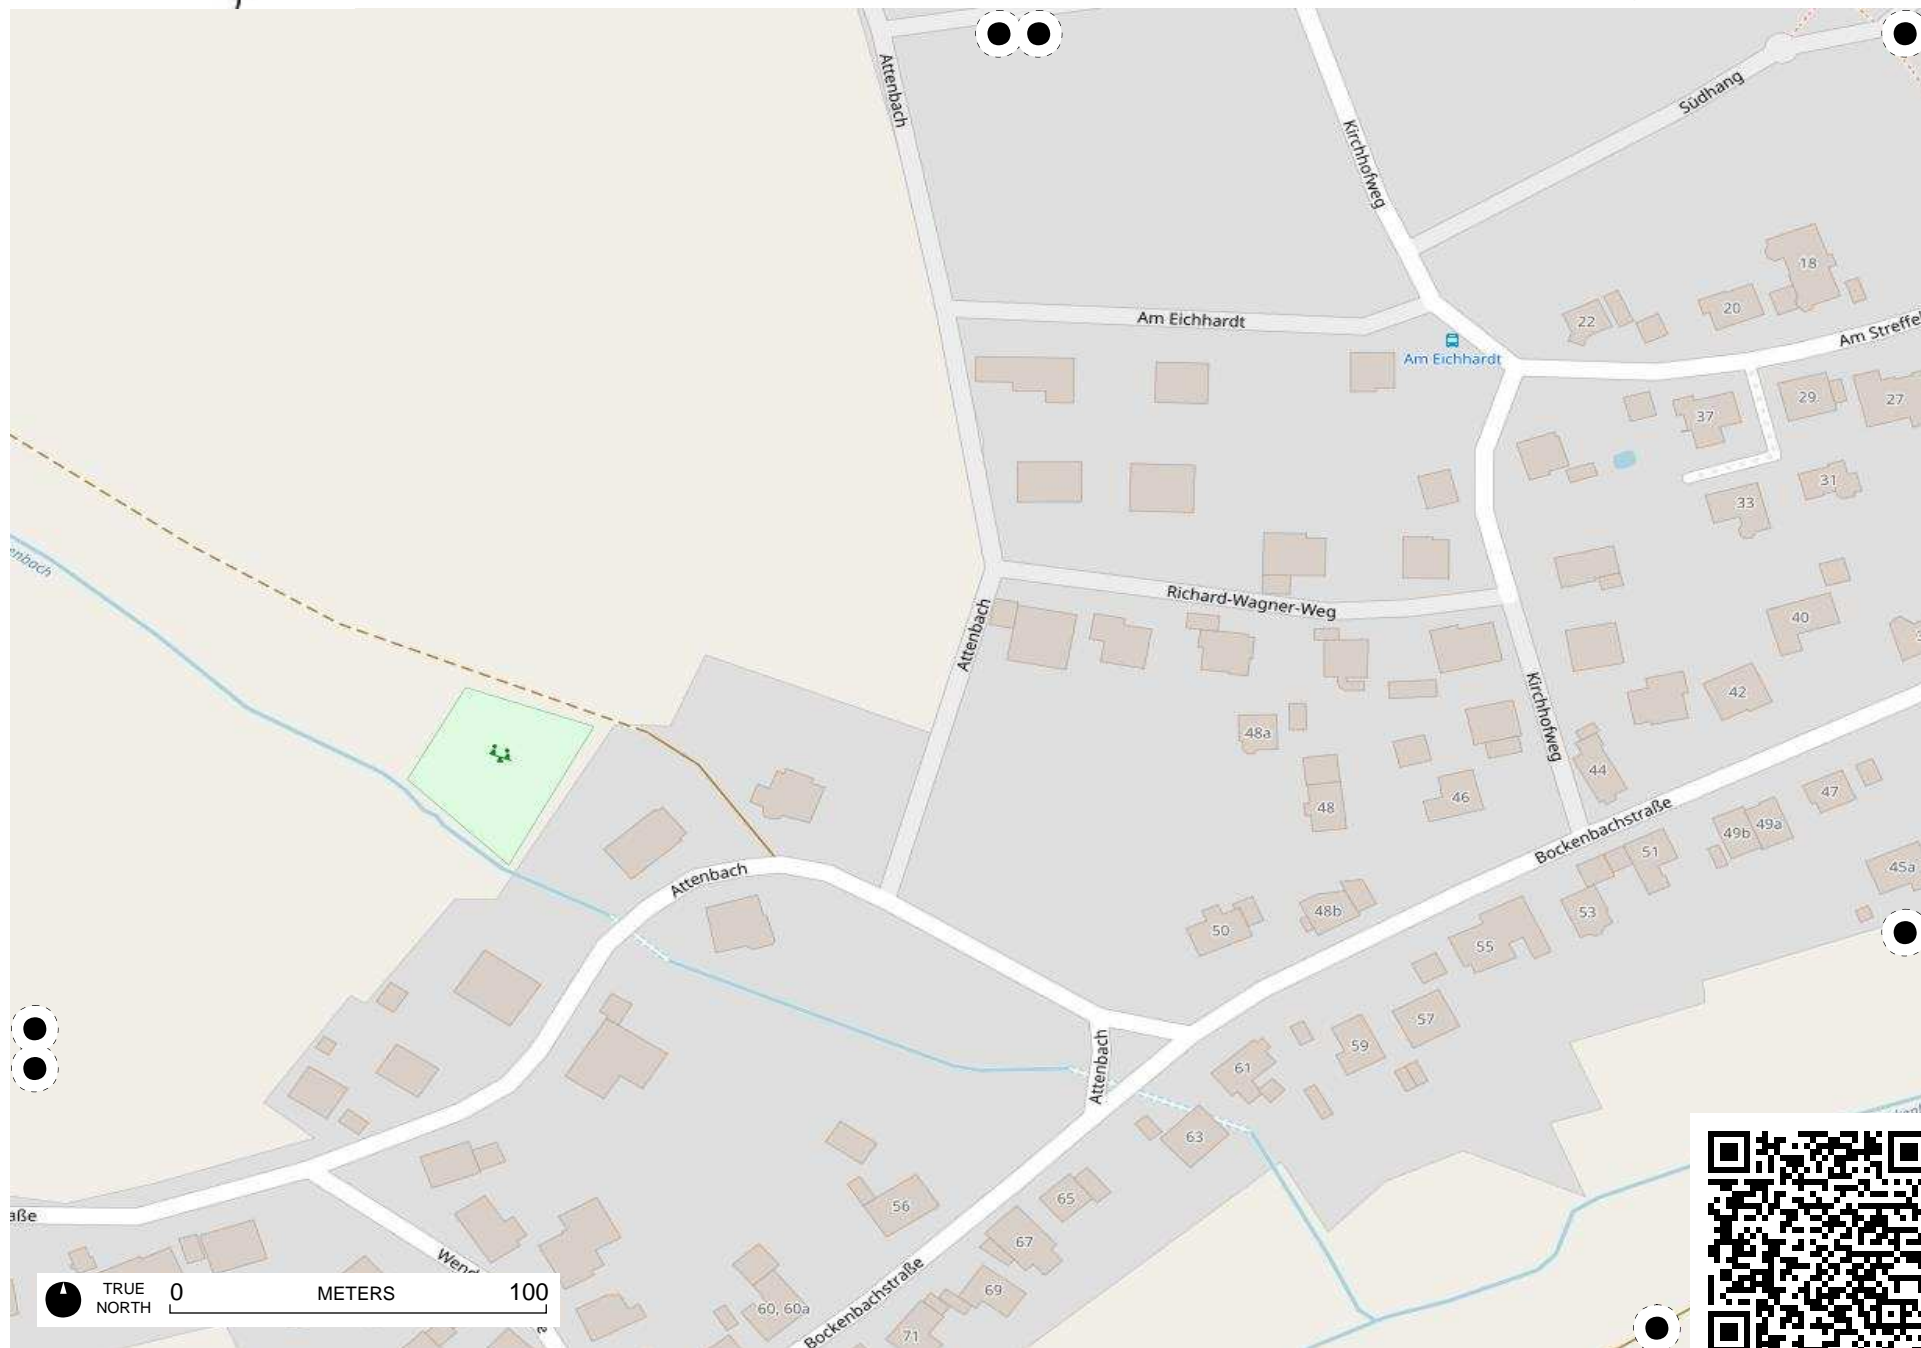 Attenbach
Kirchhofweg
Südhang
18
20
22
Am Eichhardt
Am Streffel
Am Eichhardt
29
27
37
31
33
enbach
Richard-Wagner-Weg
Attenbach
40
42
Kirchhofweg
48a
44
48
46
47
49a
49b
51
Bockenbachstraße
45a
Attenbach
50
48b
53
55
57
59
61
Attenbach
63
56
65
67
69
71
60, 60a
Bockenbachstraße
aße
Wend
e
TRUE
NORTH
0 METERS 100